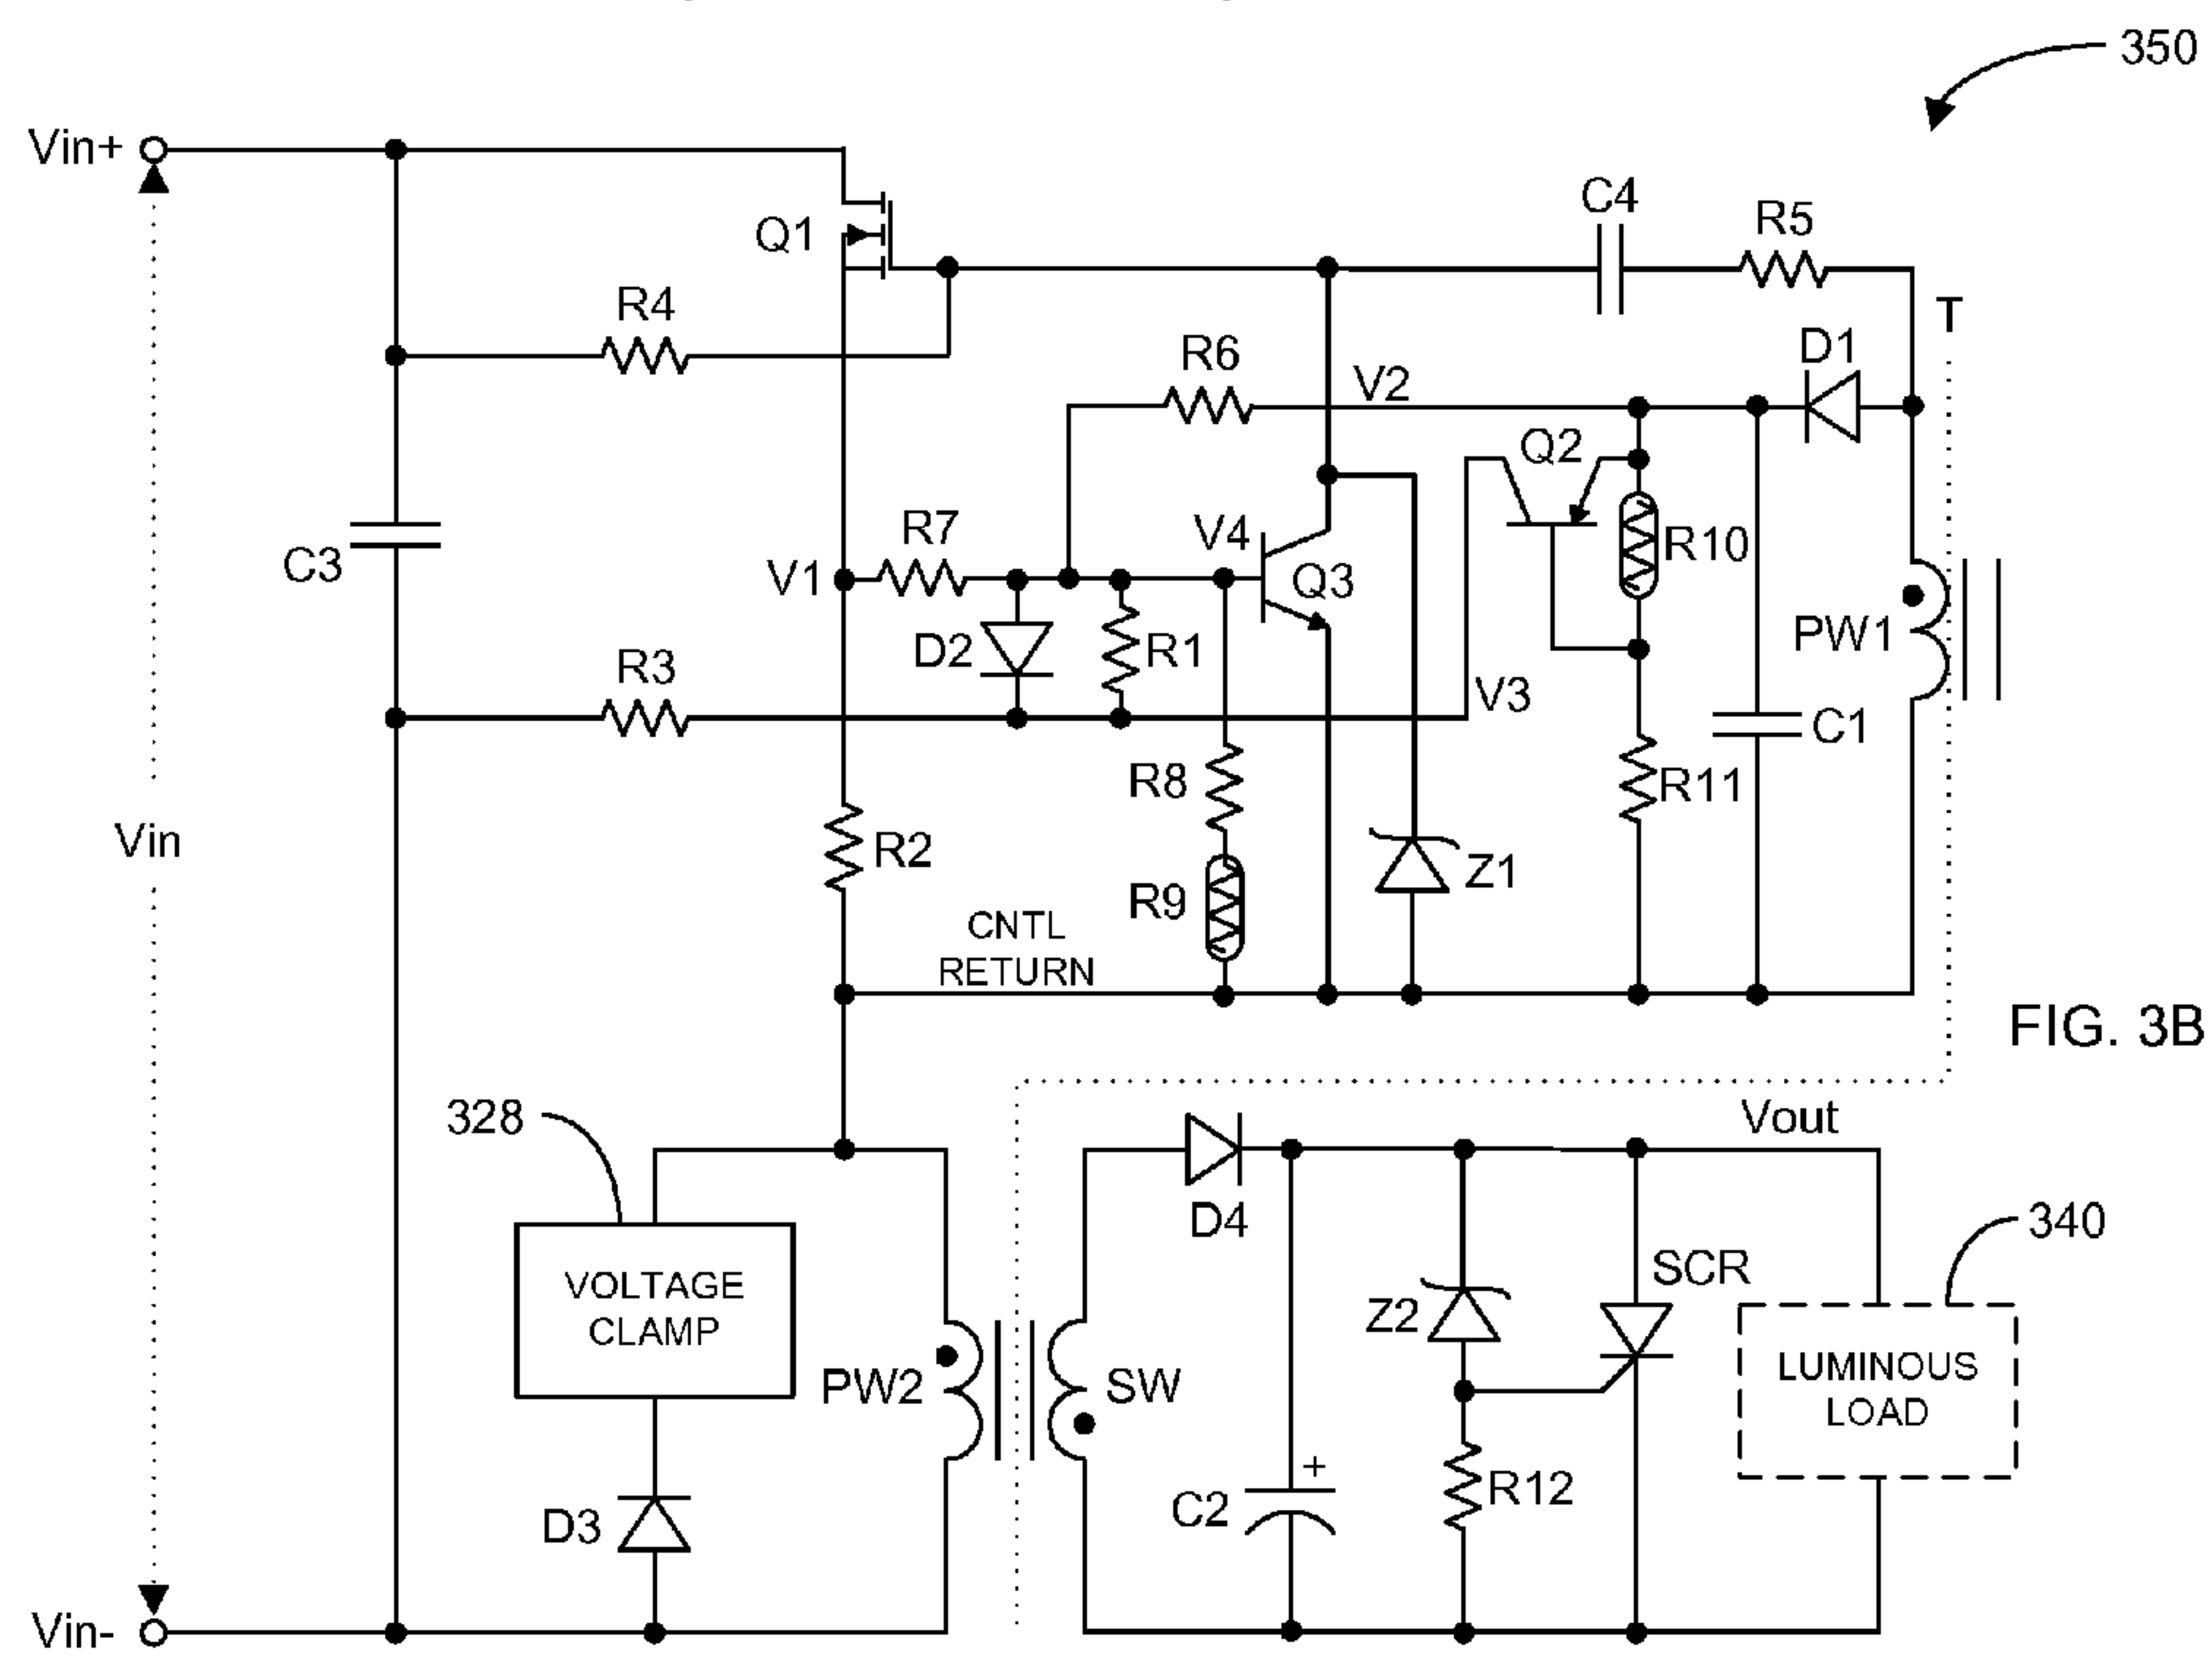 350
Vin+
C4
R5
Q1
R4
T
D1
R6
V2
Q2
C3
R7
V4
V1
Q3
R10
D2
R1
PW1
R3
V3
C1
R8
R11
Vin
R2
Z1
R9
CNTL
RETURN
FIG. 3B
328
Vout
D4
340
SCR
VOLTAGE
CLAMP
Z2
LUMINOUS
LOAD
PW2
SW
+
R12
C2
D3
Vin-